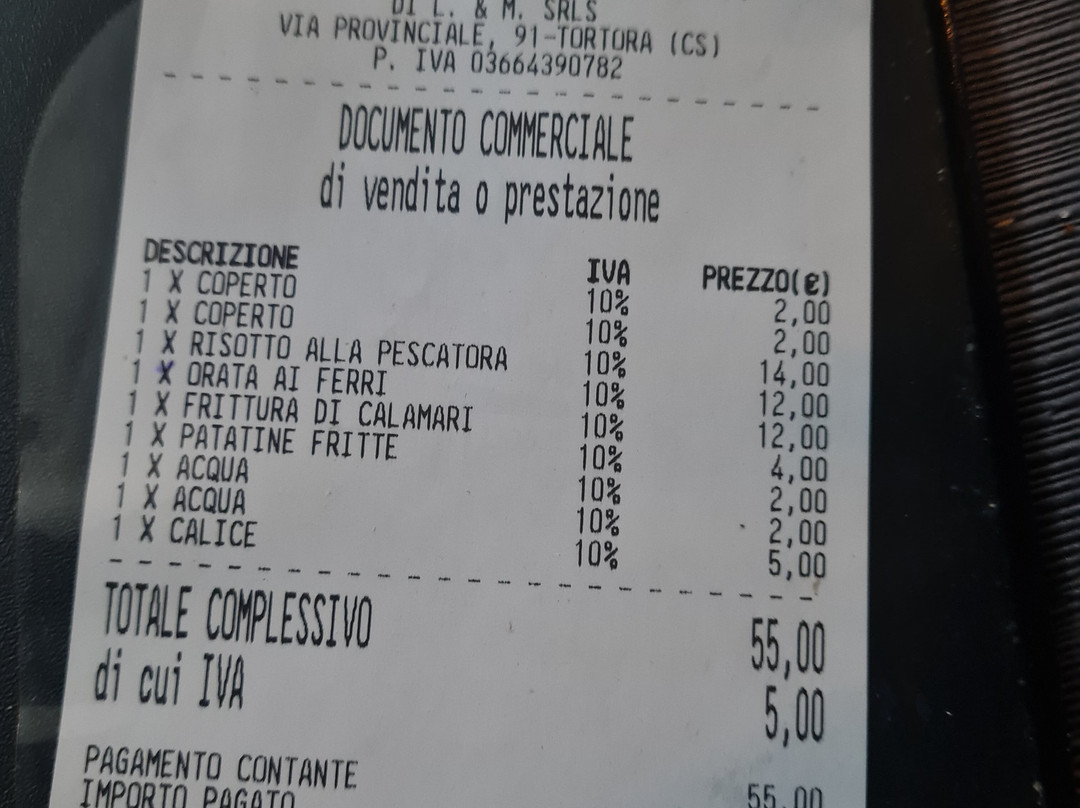 DI L. & M. SRLS
VIA PROVINCIALE, 91-TORTORA (CS)
P. IVA 03664390782
DOCUMENTO COMMERCIALE
di vendita o prestazione
DESCRIZIONE IVA PREZZO(€)
1 X COPERTO 10% 2,00
1 X COPERTO 10% 2,00
1 X RISOTTO ALLA PESCATORA 10% 14,00
1 X ORATA AI FERRI 10% 12,00
1 X FRITTURA DI CALAMARI 10% 12,00
1 X PATATINE FRITTE 10% 4,00
1 X ACQUA 10% 2,00
1 X ACQUA 10% 2,00
1 X CALICE 10% 5,00
TOTALE COMPLESSIVO 55,00
di cui IVA 5,00
PAGAMENTO CONTANTE
IMPORTO PAGATO 55,00